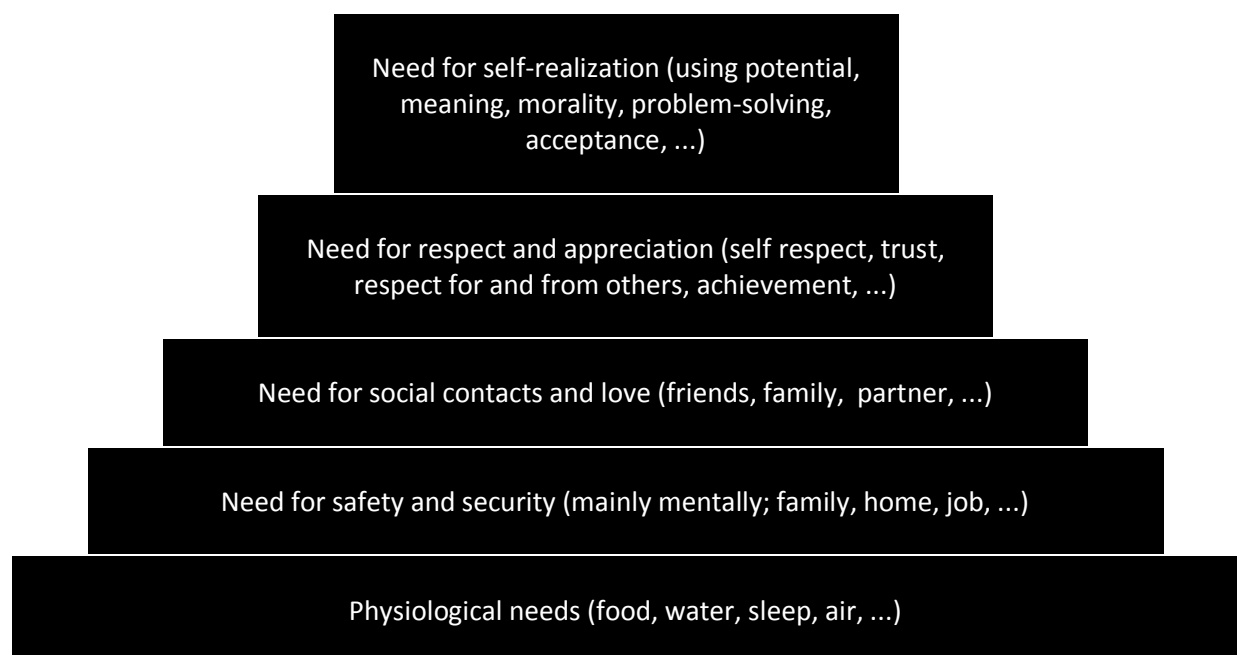 Need for self-realization (using potential,
meaning, morality, problem-solving,
acceptance, ...)
Need for respect and appreciation (self respect, trust,
respect for and from others, achievement, ...)
Need for social contacts and love (friends, family,  partner, ...)
Need for safety and security (mainly mentally; family, home, job, ...)
Physiological needs (food, water, sleep, air, ...)